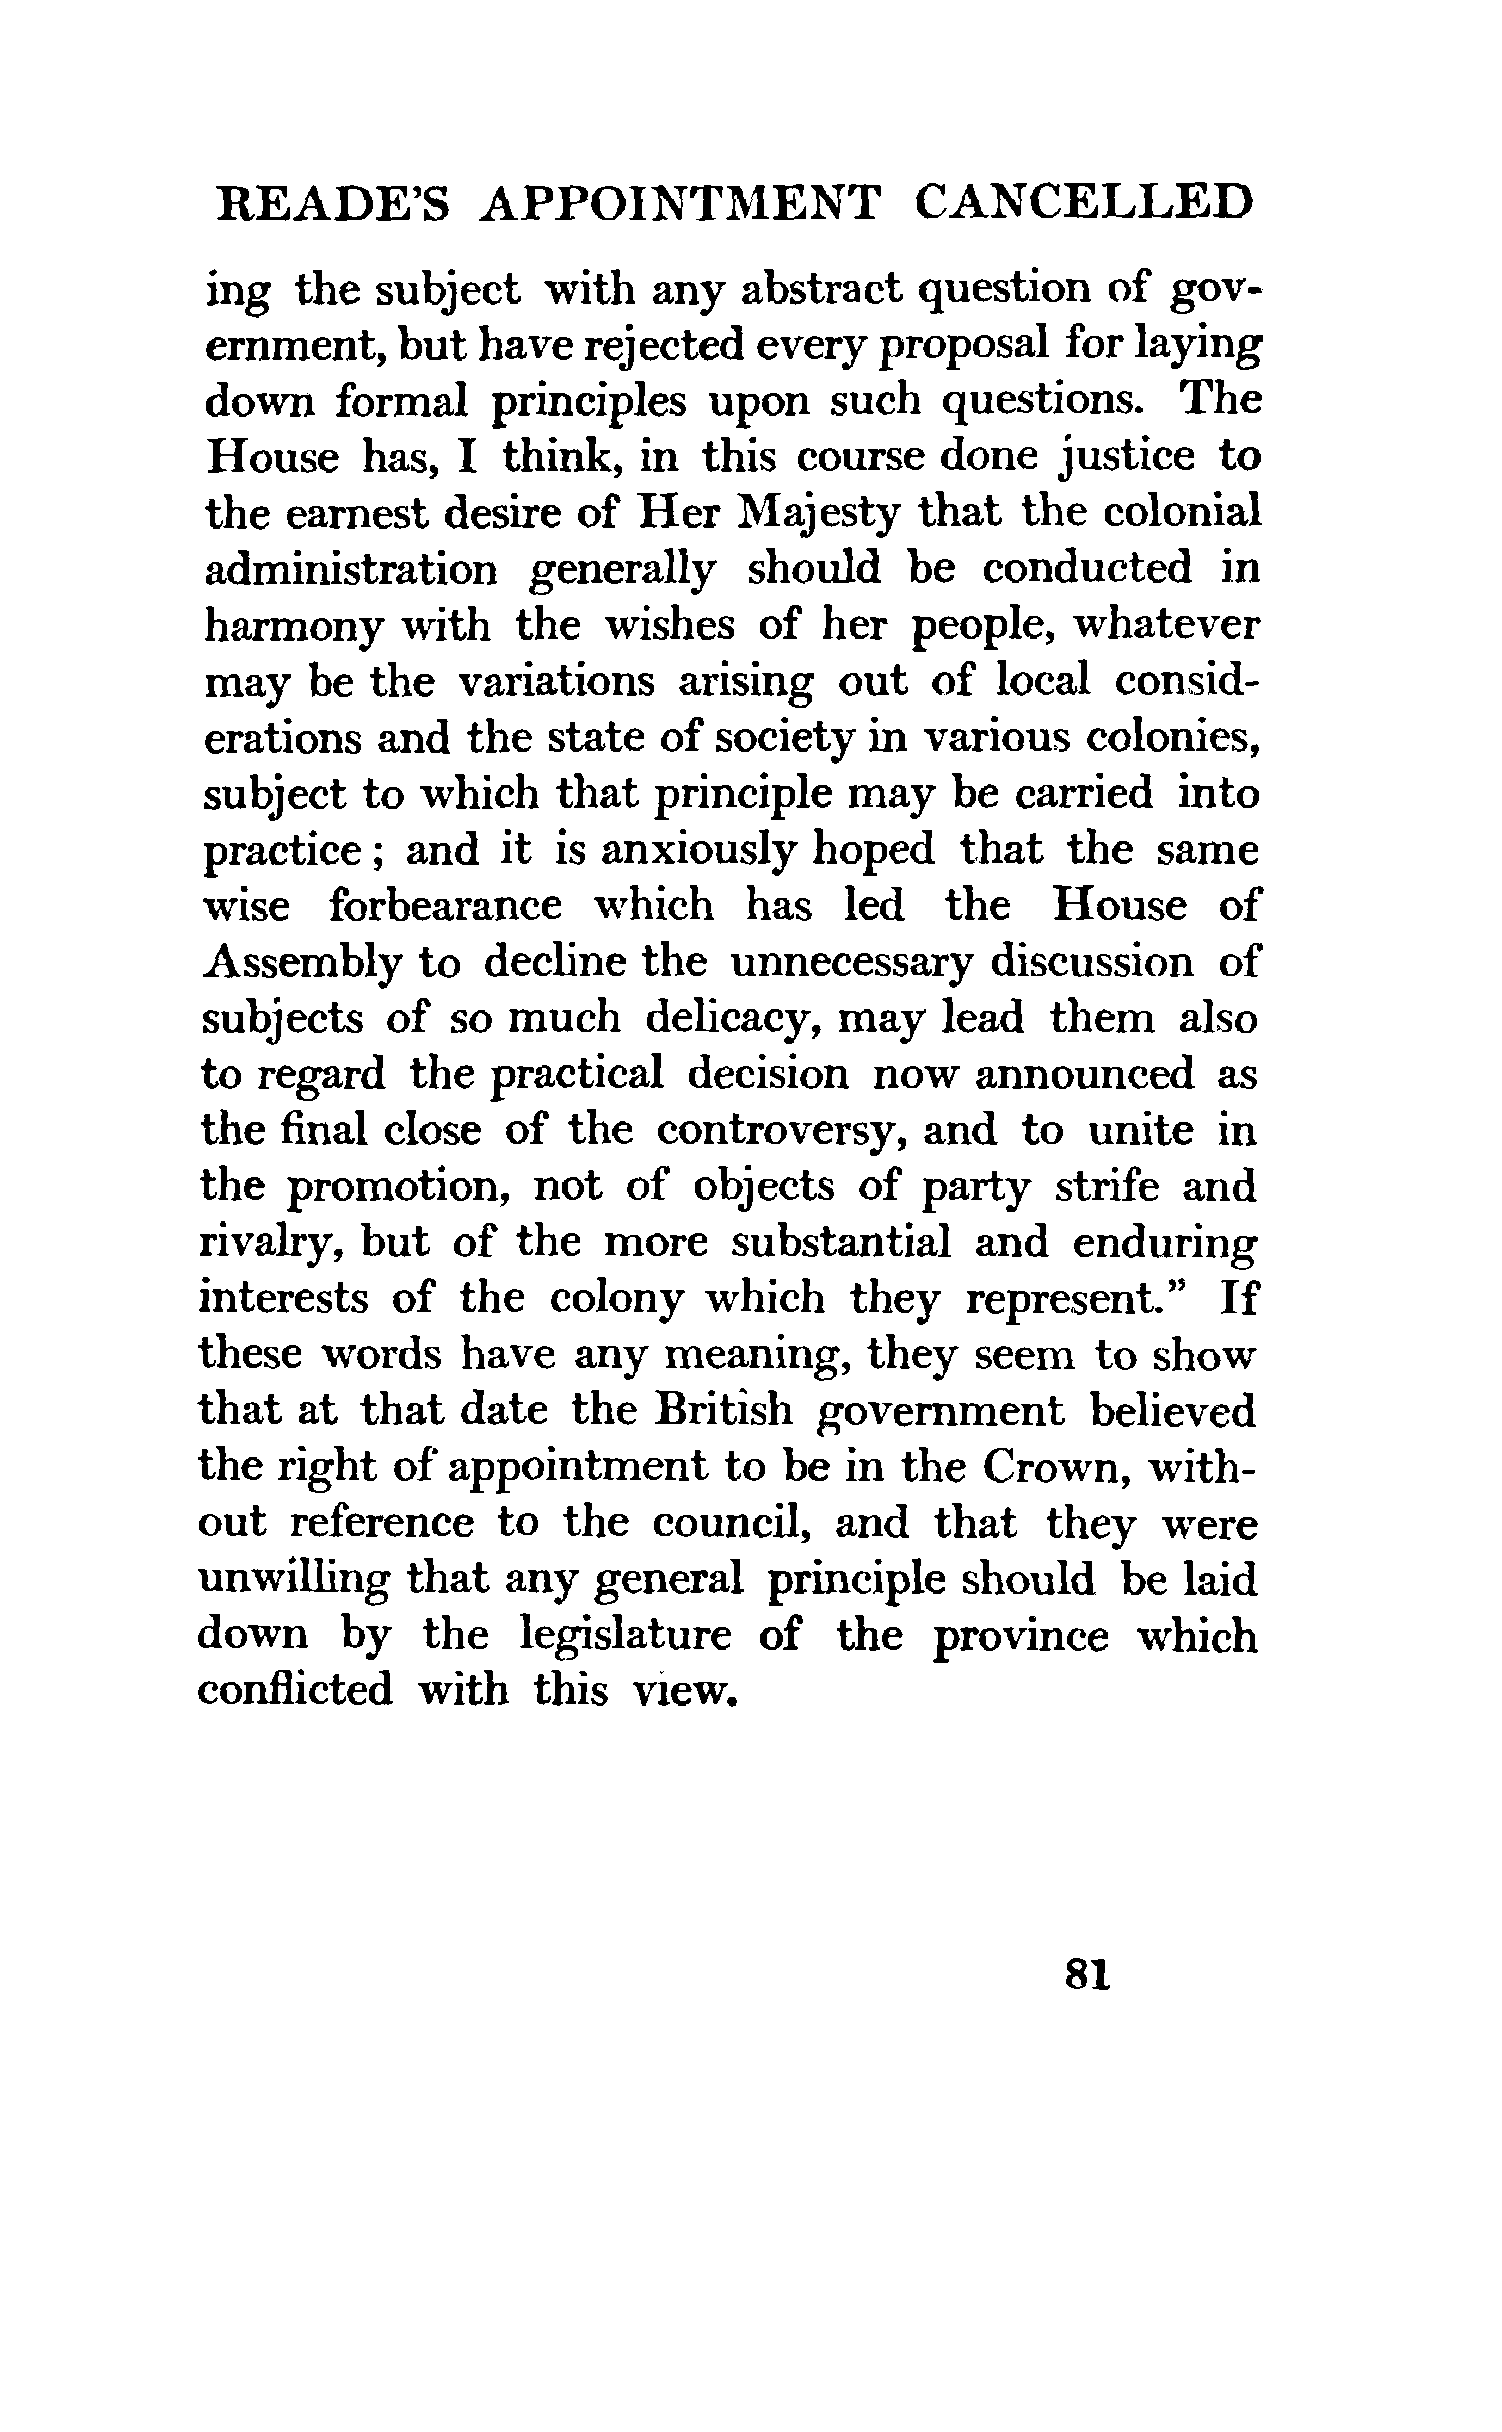 READE'S APPOINTMENT CANCELLED
ing the subject with any abstract question of gov-
ernment, but have rejected every proposal for laying
down formal principles upon such questions. The
House has, I think, in this course done justice to
the earnest desire of Her Majesty that the colonial
administration generally should be conducted in
harmony with the wishes of her people, whatever
may be the variations arising out of local consid-
erations and the state of society in various colonies,
subject to which that principle may be carried into
practice; and it is anxiously hoped that the same
wise forbearance which has led the House of
Assembly to decline the unnecessary discussion of
subjects of so much delicacy, may lead them also
to regard the practical decision now announced as
the final close of the controversy, and to unite in
the promotion, not of objects of party strife and
rivalry, but of the more substantial and enduring
interests of the colony which they represent." If
these words have any meaning, they seem to show
that at that date the British government believed
the right of appointment to be in the Crown, with-
out reference to the council, and that they were
unwilling that any general principle should be laid
down by the legislature of the province which
conflicted with this view.
81